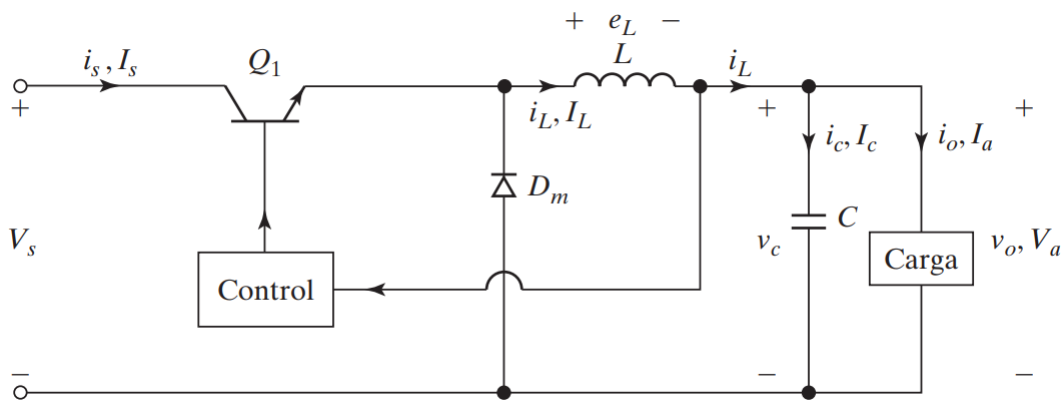 + e_L −
i_s, I_s Q_1 L i_L
+ i_L, I_L + +
i_c, I_c i_o, I_a
D_m C
V_s v_c Carga v_o, V_a
Control
− − −